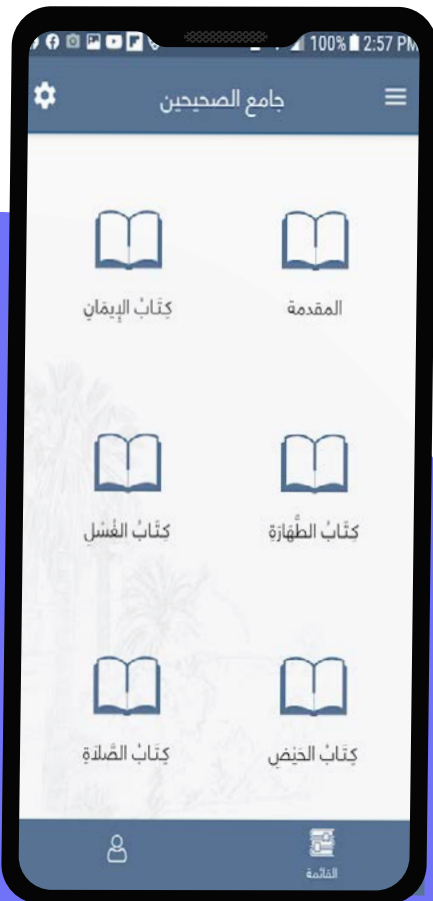 100% 2:57 PM
جامع الصحيحين
المقدمة
كِتَابُ الإِيمَانِ
كِتَابُ الطَّهَارَةِ
كِتَابُ الغُسْلِ
كِتَابُ الحَيْضِ
كِتَابُ الصَّلَاةِ
القائمة